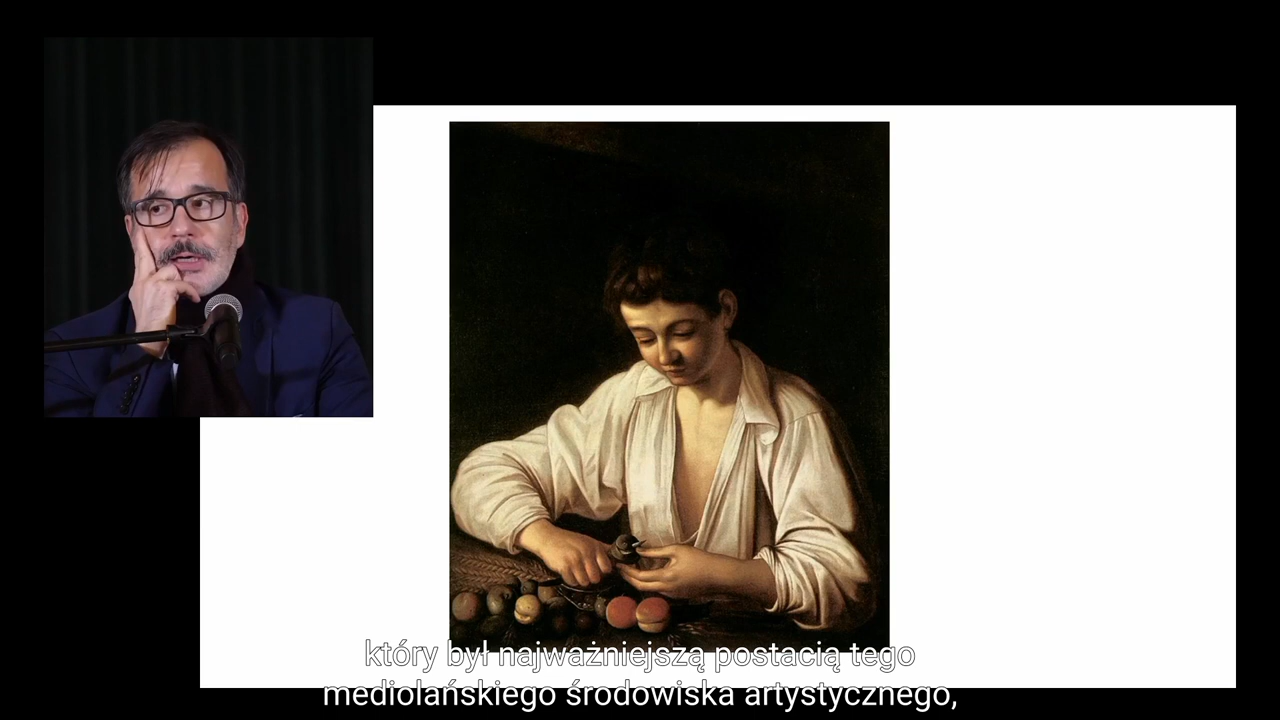 który był najważniejszą postacią tego
mediolańskiego środowiska artystycznego,